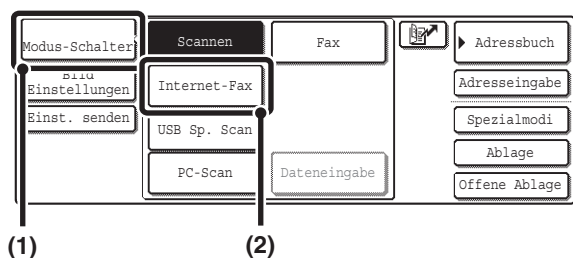 Modus-Schalter
Scannen
Fax
Adressbuch
Bild
Einstellungen
Internet-Fax
Adresseingabe
Einst. senden
USB Sp. Scan
Spezialmodi
Ablage
PC-Scan
Dateneingabe
Offene Ablage
(1)
(2)